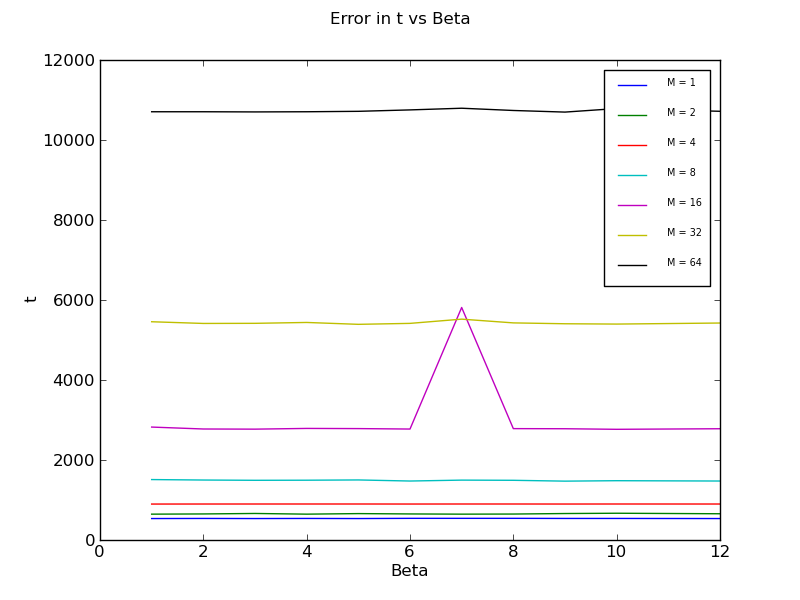 Error in t vs Beta
12000
10000
8000
6000
4000
2000
0
t
M = 1
M = 2
M = 4
M = 8
M = 16
M = 32
M = 64
0 2 4 6 8 10 12
Beta